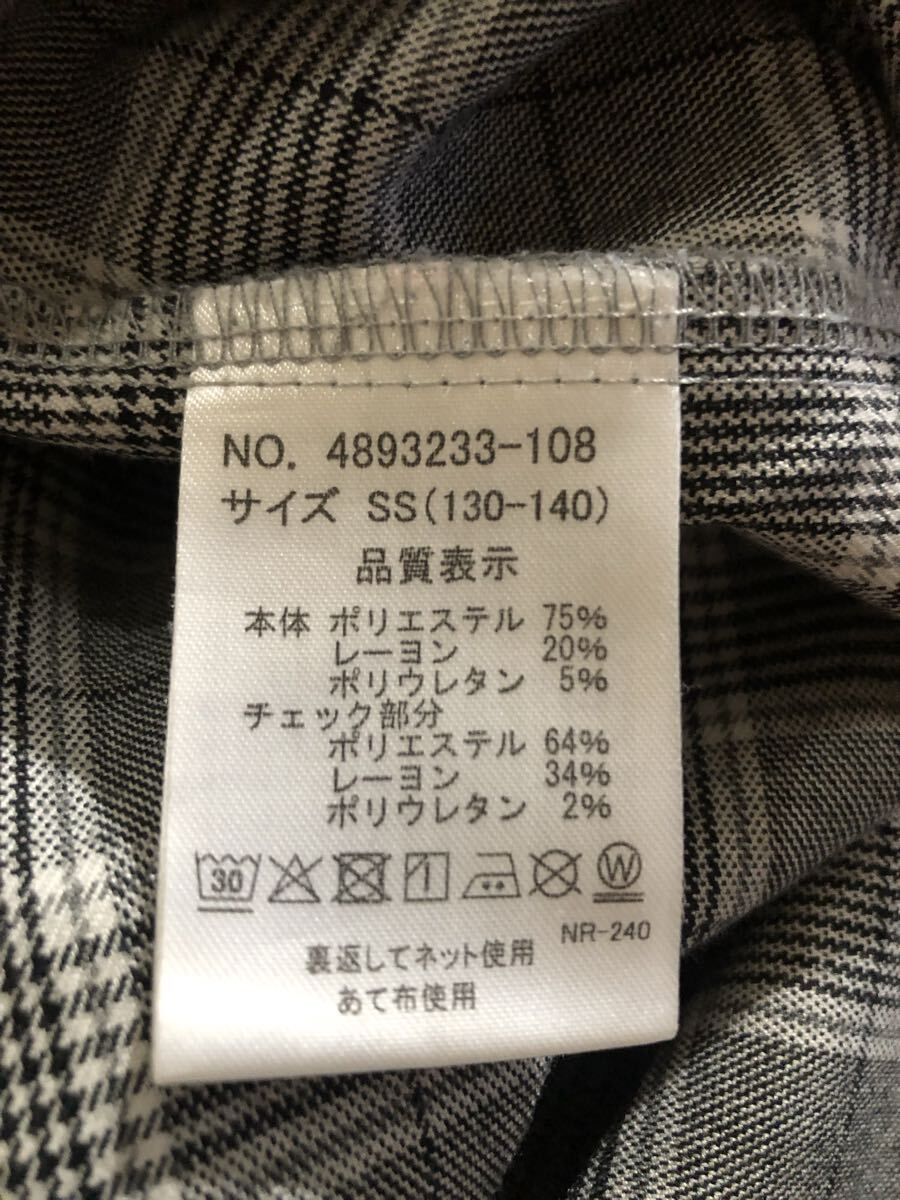 NO. 4893233-108
サイズ SS(130-140)
品質表示
本体 ポリエステル 75%
レーヨン 20%
ポリウレタン 5%
チェック部分
ポリエステル 64%
レーヨン 34%
ポリウレタン 2%
30 W
NR-240
裏返してネット使用
あて布使用